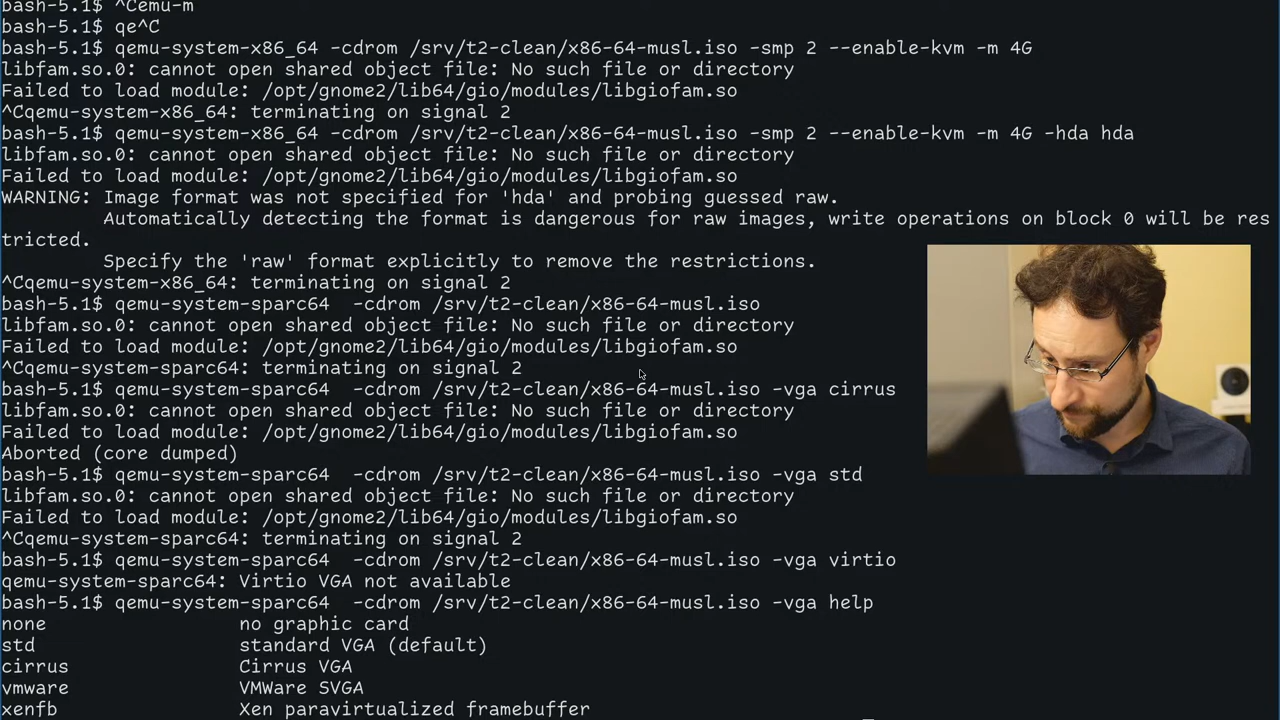 bash-5.1$ ^Cemu-m
bash-5.1$ qe^C
bash-5.1$ qemu-system-x86_64 -cdrom /srv/t2-clean/x86-64-musl.iso -smp 2 --enable-kvm -m 4G
libfam.so.0: cannot open shared object file: No such file or directory
Failed to load module: /opt/gnome2/lib64/gio/modules/libgiofam.so
^Cqemu-system-x86_64: terminating on signal 2
bash-5.1$ qemu-system-x86_64 -cdrom /srv/t2-clean/x86-64-musl.iso -smp 2 --enable-kvm -m 4G -hda hda
libfam.so.0: cannot open shared object file: No such file or directory
Failed to load module: /opt/gnome2/lib64/gio/modules/libgiofam.so
WARNING: Image format was not specified for 'hda' and probing guessed raw.
         Automatically detecting the format is dangerous for raw images, write operations on block 0 will be res
tricted.
         Specify the 'raw' format explicitly to remove the restrictions.
^Cqemu-system-x86_64: terminating on signal 2
bash-5.1$ qemu-system-sparc64  -cdrom /srv/t2-clean/x86-64-musl.iso
libfam.so.0: cannot open shared object file: No such file or directory
Failed to load module: /opt/gnome2/lib64/gio/modules/libgiofam.so
^Cqemu-system-sparc64: terminating on signal 2
bash-5.1$ qemu-system-sparc64  -cdrom /srv/t2-clean/x86-64-musl.iso -vga cirrus
libfam.so.0: cannot open shared object file: No such file or directory
Failed to load module: /opt/gnome2/lib64/gio/modules/libgiofam.so
Aborted (core dumped)
bash-5.1$ qemu-system-sparc64  -cdrom /srv/t2-clean/x86-64-musl.iso -vga std
libfam.so.0: cannot open shared object file: No such file or directory
Failed to load module: /opt/gnome2/lib64/gio/modules/libgiofam.so
^Cqemu-system-sparc64: terminating on signal 2
bash-5.1$ qemu-system-sparc64  -cdrom /srv/t2-clean/x86-64-musl.iso -vga virtio
qemu-system-sparc64: Virtio VGA not available
bash-5.1$ qemu-system-sparc64  -cdrom /srv/t2-clean/x86-64-musl.iso -vga help
none                 no graphic card
std                  standard VGA (default)
cirrus               Cirrus VGA
vmware               VMWare SVGA
xenfb                Xen paravirtualized framebuffer